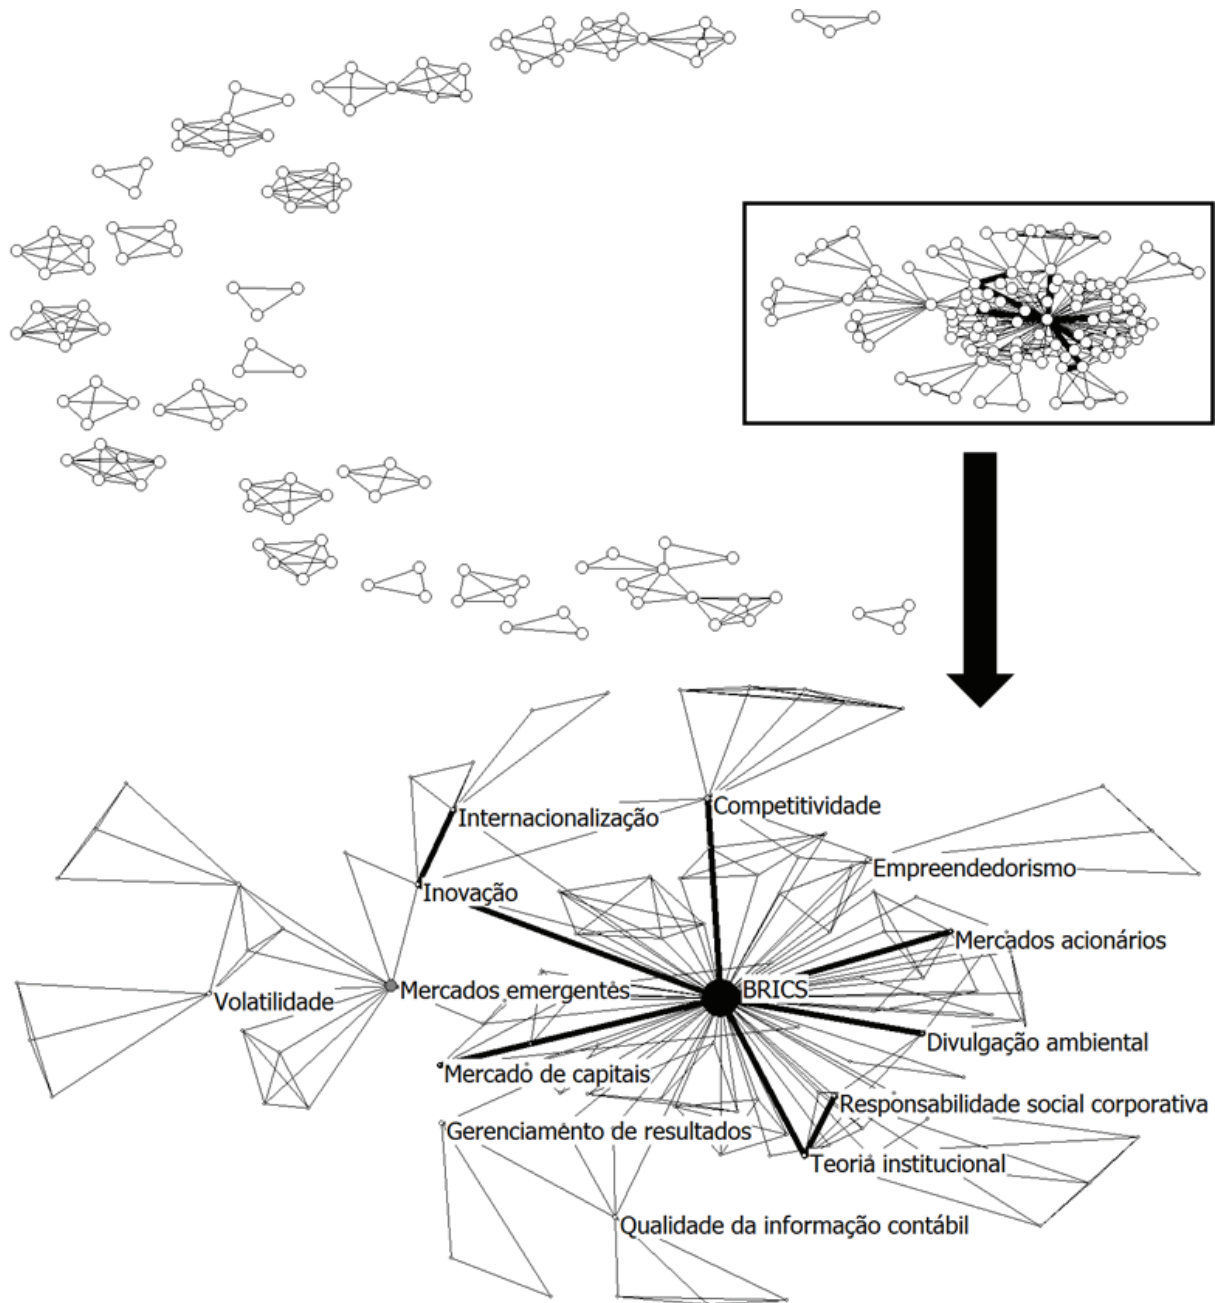 Internacionalização
Competitividade
Empreendedorismo
Inovação
Mercados acionários
Volatilidade
Mercados emergentes
BRICS
Divulgação ambiental
Mercado de capitais
Responsabilidade social corporativa
Gerenciamento de resultados
Teoria institucional
Qualidade da informação contábil